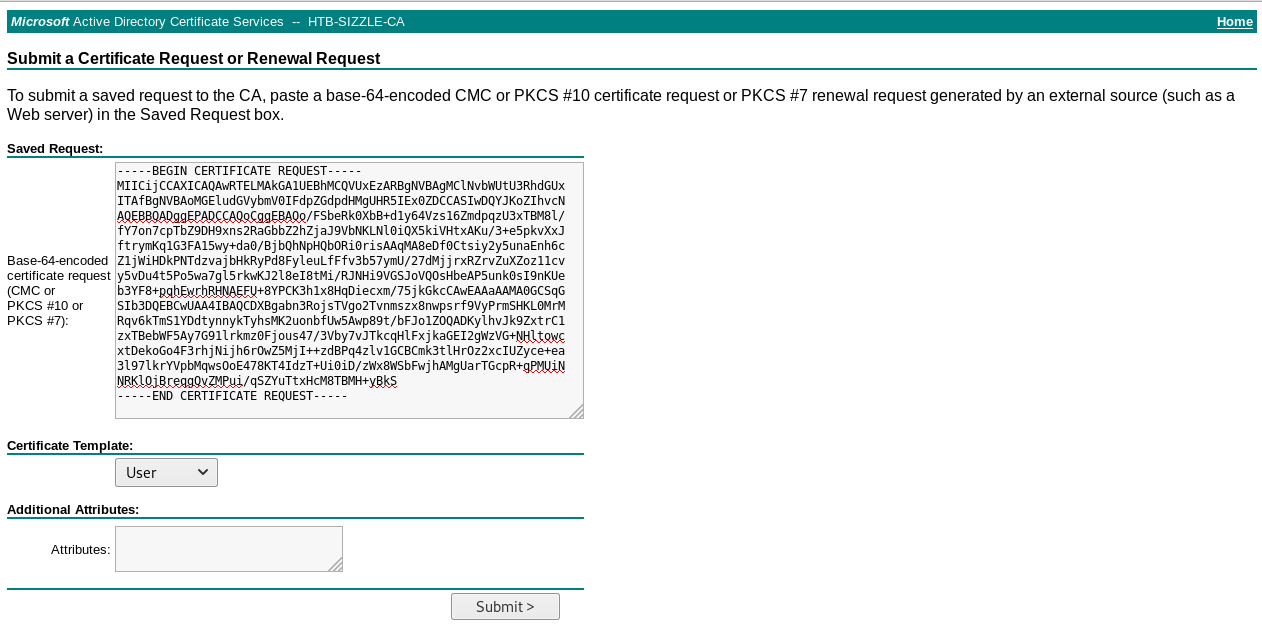 Microsoft Active Directory Certificate Services -- HTB-SIZZLE-CA
Home
Submit a Certificate Request or Renewal Request
To submit a saved request to the CA, paste a base-64-encoded CMC or PKCS #10 certificate request or PKCS #7 renewal request generated by an external source (such as a
Web server) in the Saved Request box.
Saved Request:
Base-64-encoded
certificate request
(CMC or
PKCS #10 or
PKCS #7):
-----BEGIN CERTIFICATE REQUEST-----
MIICijCCAXICAQAwRTELMAkGA1UEBhMCQVUxEzARBgNVBAgMClNvbWUtU3RhdGUx
ITAfBgNVBAoMGEludGVybmV0IFdpZGdpdHMgUHR5IEx0ZDCCASIwDQYJKoZIhvcN
AQEBBQADggEPADCCAQoCggEBAOo/FSbeRk0XbB+d1y64Vzs16ZmdpqzU3xTBM8l/
fY7on7cpTbZ9DH9xns2RaGbbZ2hZjaJ9VbNKLNl0iQX5kiVHtxAKu/3+e5pkvXxJ
ftrymKq1G3FA15wy+da0/BjbQhNpHQbORi0risAAqMA8eDf0Ctsiy2y5unaEnh6c
Z1jWiHDkPNTdzvajbHkRyPd8FyleuLfFfv3b57ymU/27dMjjrxRZrvZuXZoz11cv
y5vDu4t5Po5wa7gl5rkwKJ2l8eI8tMi/RJNHi9VGSJoVQOsHbeAP5unk0sI9nKUe
b3YF8+pqhEwrhRHNAEFU+8YPCK3h1x8HqDiecxm/75jkGkcCAwEAAaAAMA0GCSqG
SIb3DQEBCwUAA4IBAQCDXBgabn3RojsTVgo2Tvnmszx8nwpsrf9VyPrmSHKL0MrM
Rqv6kTmS1YDdtynnykTyhsMK2uonbfUw5Awp89t/bFJo1ZOQADKylhvJk9ZxtrC1
zxTBebWF5Ay7G91lrkmz0Fjous47/3Vby7vJTkcqHlFxjkaGEI2gWzVG+NHltowc
xtDekoGo4F3rhjNijh6rOwZ5MjI++zdBPq4zlv1GCBCmk3tlHrOz2xcIUZyce+ea
3l97lkrYVpbMqwsOoE478KT4IdzT+Ui0iD/zWx8WSbFwjhAMgUarTGcpR+gPMUiN
NRKlOjBreggQvZMPui/qSZYuTtxHcM8TBMH+yBkS
-----END CERTIFICATE REQUEST-----
Certificate Template:
User
Additional Attributes:
Attributes:
Submit >